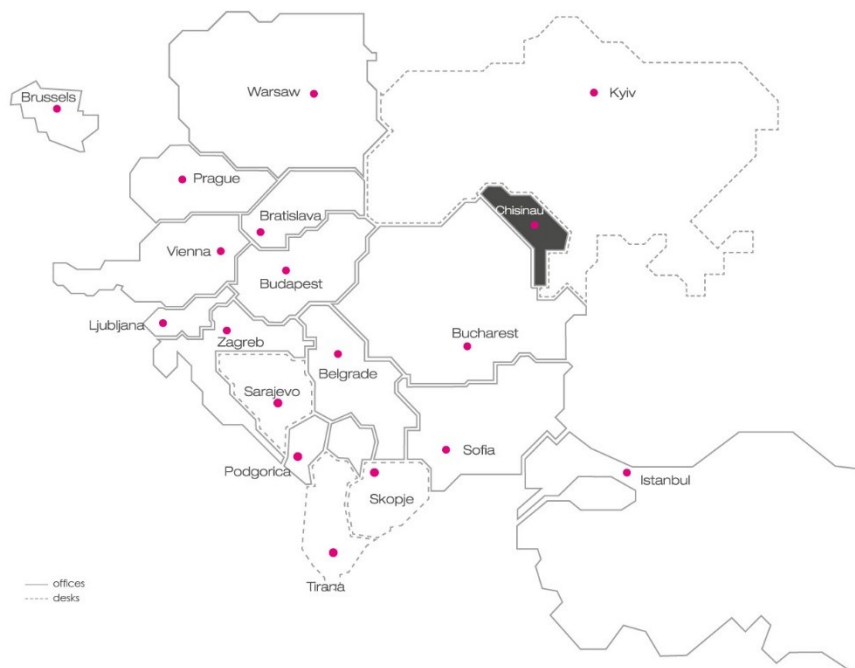 Warsaw
Kyiv
Brussels
Prague
Chisinau
Bratislava
Vienna
Budapest
Ljubljana
Zagreb
Bucharest
Belgrade
Sarajevo
Sofia
Podgorica
Skopje
Istanbul
Tirana
offices
desks